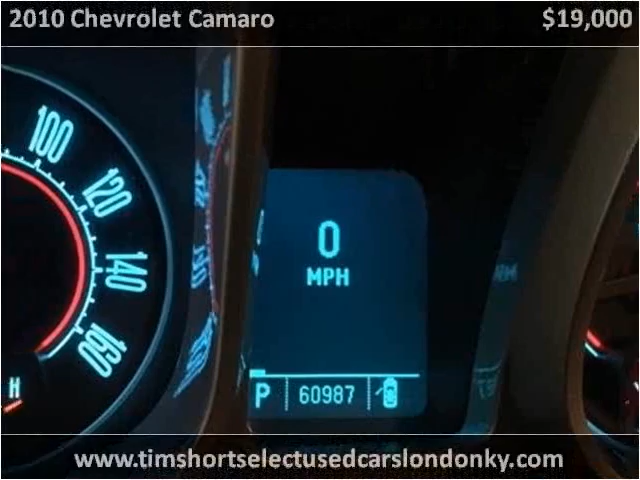 2010 Chevrolet Camaro $19,000
100
120
140
160
H
0
MPH
P 60987
www.timshortselectusedcarslondonky.com